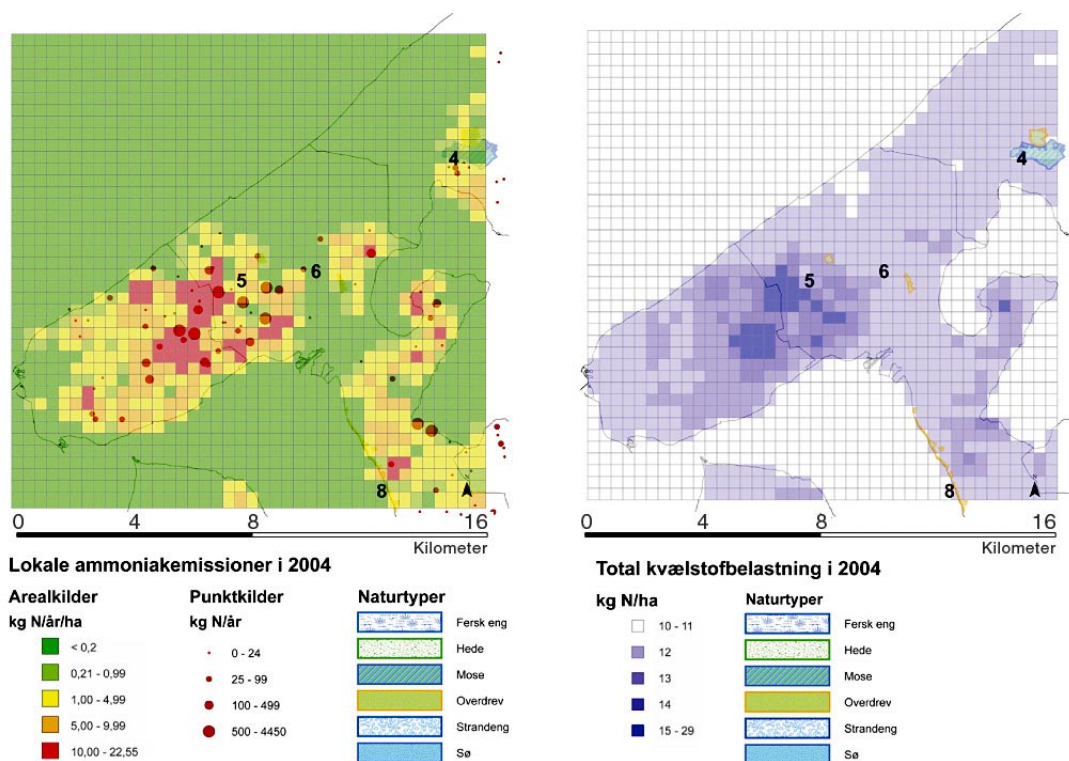 4
5
6
8
0 4 8 16
Kilometer
Lokale ammoniakemissioner i 2004
Arealkilder
kg N/år/ha
< 0,2
0,21 - 0,99
1,00 - 4,99
5,00 - 9,99
10,00 - 22,55
Punktkilder
kg N/år
0 - 24
25 - 99
100 - 499
500 - 4450
Naturtyper
Fersk eng
Hede
Mose
Overdrev
Strandeng
Sø
4
5
6
8
0 4 8 16
Kilometer
Total kvælstofbelastning i 2004
kg N/ha
10 - 11
12
13
14
15 - 29
Naturtyper
Fersk eng
Hede
Mose
Overdrev
Strandeng
Sø